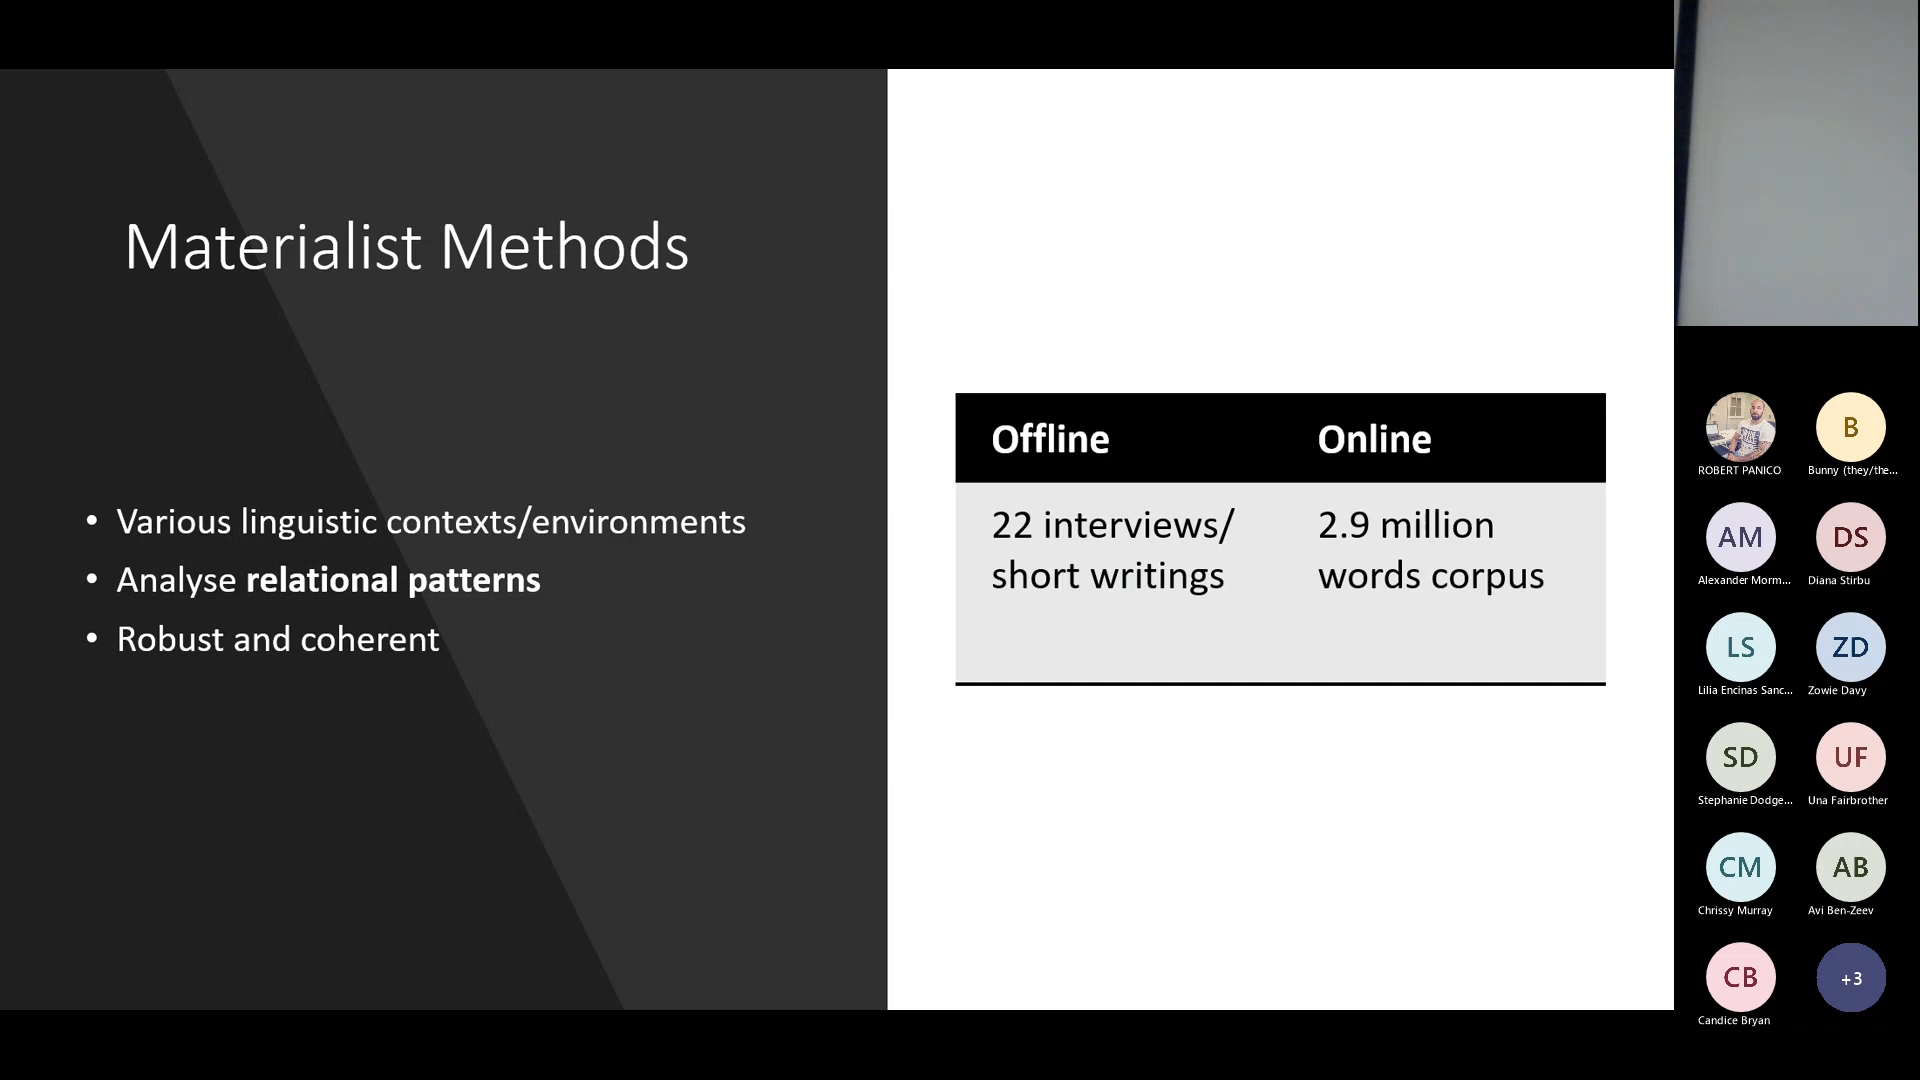 Materialist Methods
• Various linguistic contexts/environments
• Analyse relational patterns
• Robust and coherent
Offline Online
22 interviews/ 2.9 million
short writings words corpus
ROBERT PANICO
B
Bunny (they/the...
AM
Alexander Morm...
DS
Diana Stirbu
LS
Lilia Encinas Sanc...
ZD
Zowie Davy
SD
Stephanie Dodge...
UF
Una Fairbrother
CM
Chrissy Murray
AB
Avi Ben-Zeev
CB
Candice Bryan
+3